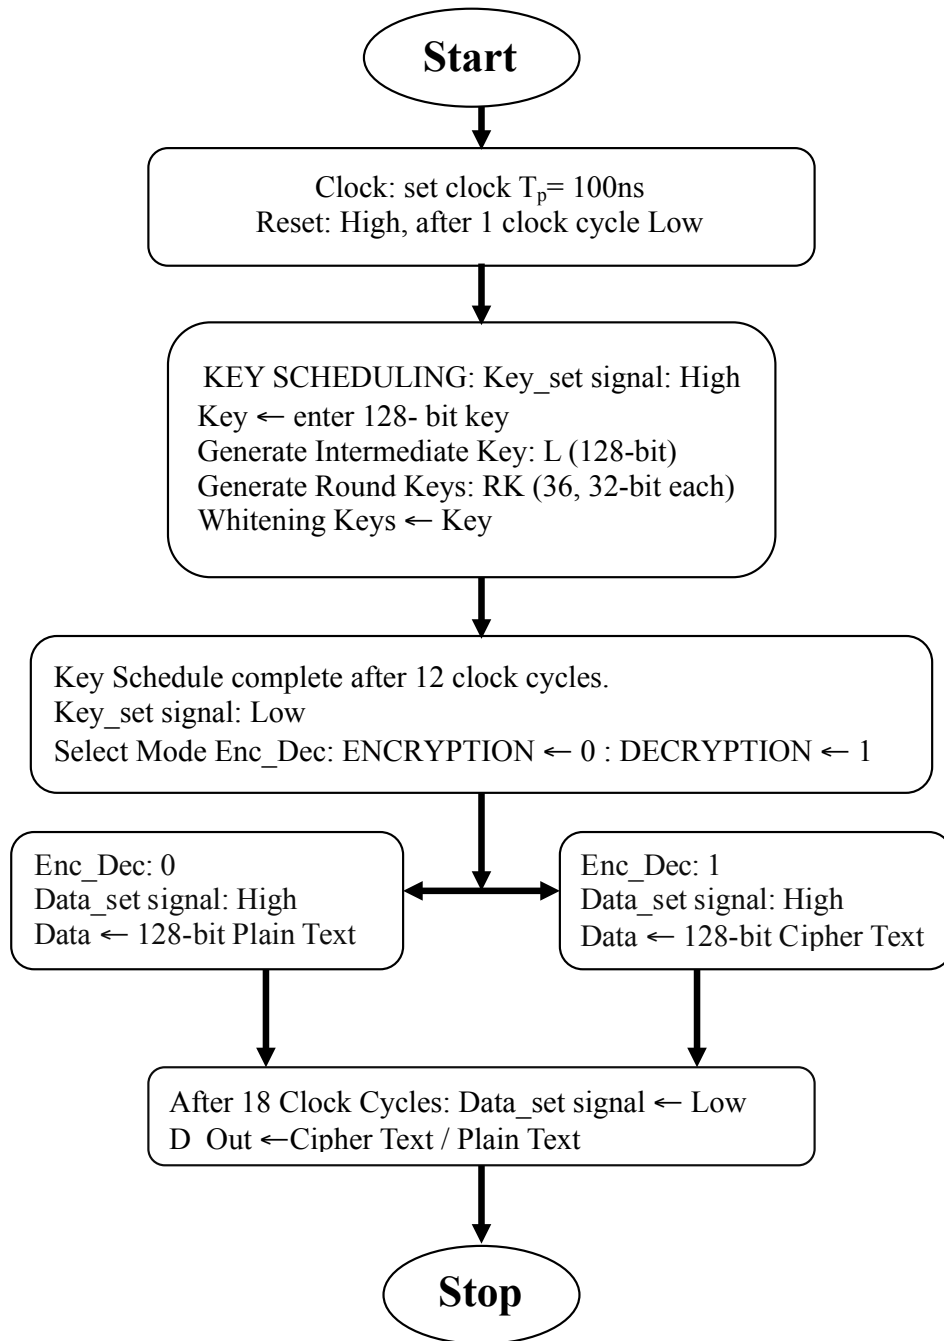 Start
Clock: set clock Tp= 100ns
Reset: High, after 1 clock cycle Low
KEY SCHEDULING: Key_set signal: High
Key ← enter 128- bit key
Generate Intermediate Key: L (128-bit)
Generate Round Keys: RK (36, 32-bit each)
Whitening Keys ← Key
Key Schedule complete after 12 clock cycles.
Key_set signal: Low
Select Mode Enc_Dec: ENCRYPTION ← 0 : DECRYPTION ← 1
Enc_Dec: 0
Data_set signal: High
Data ← 128-bit Plain Text
Enc_Dec: 1
Data_set signal: High
Data ← 128-bit Cipher Text
After 18 Clock Cycles: Data_set signal ← Low
D Out ←Cipher Text / Plain Text
Stop